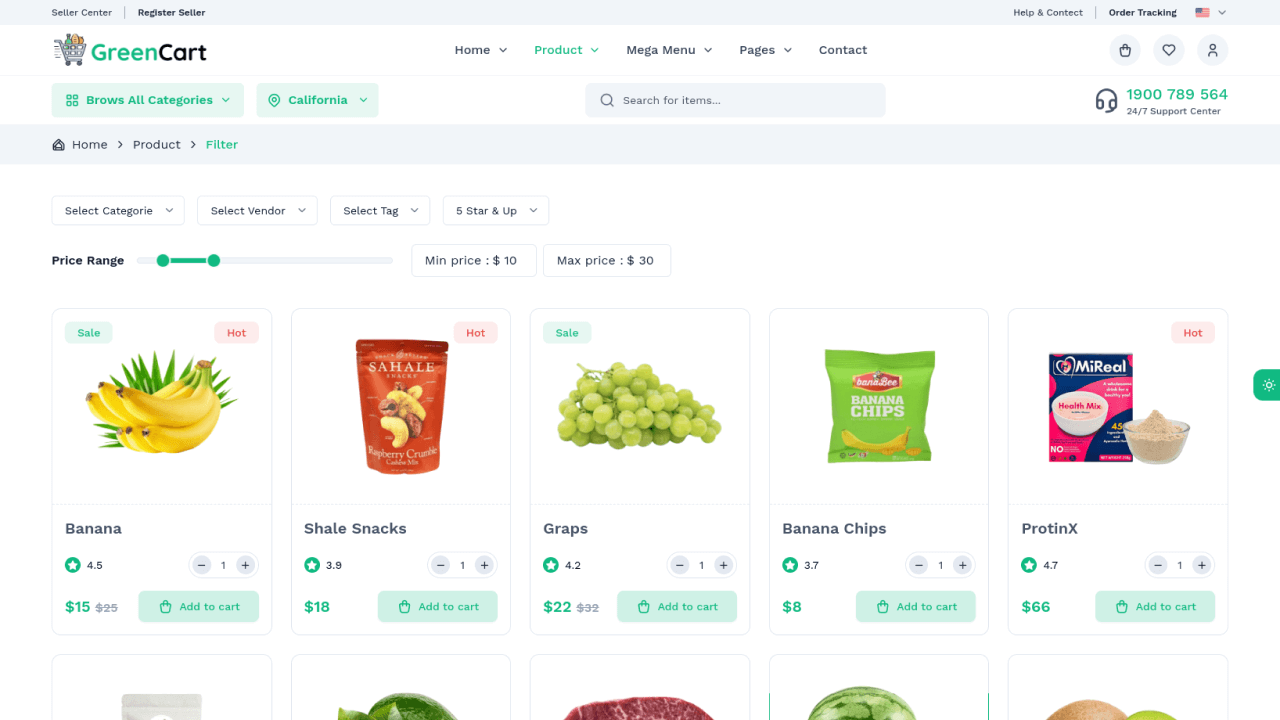 Seller Center
Register Seller
Help & Contect
Order Tracking
GreenCart
Home
Product
Mega Menu
Pages
Contact
Brows All Categories
California
Search for items...
1900 789 564
24/7 Support Center
Home
Product
Filter
Select Categorie
Select Vendor
Select Tag
5 Star & Up
Price Range
Min price : $ 10
Max price : $ 30
Sale
Hot
Hot
SAHALE
SNACKS
Raspberry Crumble
Cashew Mix
Sale
banaBee
BANANA
CHIPS
Hot
MiReal
Health Mix
45
NO
Banana
Shale Snacks
Graps
Banana Chips
ProtinX
4.5
1
3.9
1
4.2
1
3.7
1
4.7
1
$15 $25
Add to cart
$18
Add to cart
$22 $32
Add to cart
$8
Add to cart
$66
Add to cart